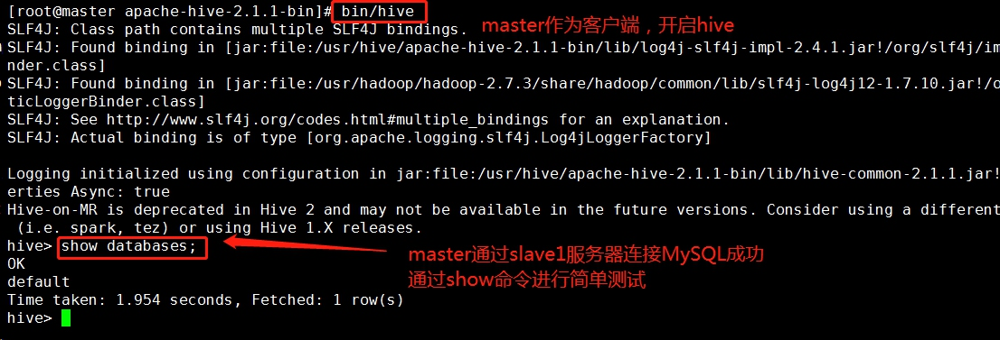 [root@master apache-hive-2.1.1-bin]# bin/hive
master作为客户端，开启hive
SLF4J: Class path contains multiple SLF4J bindings.
SLF4J: Found binding in [jar:file:/usr/hive/apache-hive-2.1.1-bin/lib/log4j-slf4j-impl-2.4.1.jar!/org/slf4j/im
nder.class]
SLF4J: Found binding in [jar:file:/usr/hadoop/hadoop-2.7.3/share/hadoop/common/lib/slf4j-log4j12-1.7.10.jar!/o
ticLoggerBinder.class]
SLF4J: See http://www.slf4j.org/codes.html#multiple_bindings for an explanation.
SLF4J: Actual binding is of type [org.apache.logging.slf4j.Log4jLoggerFactory]
Logging initialized using configuration in jar:file:/usr/hive/apache-hive-2.1.1-bin/lib/hive-common-2.1.1.jar!
erties Async: true
Hive-on-MR is deprecated in Hive 2 and may not be available in the future versions. Consider using a different
(i.e. spark, tez) or using Hive 1.X releases.
hive> show databases;
master通过slave1服务器连接MySQL成功
OK
通过show命令进行简单测试
default
Time taken: 1.954 seconds, Fetched: 1 row(s)
hive>